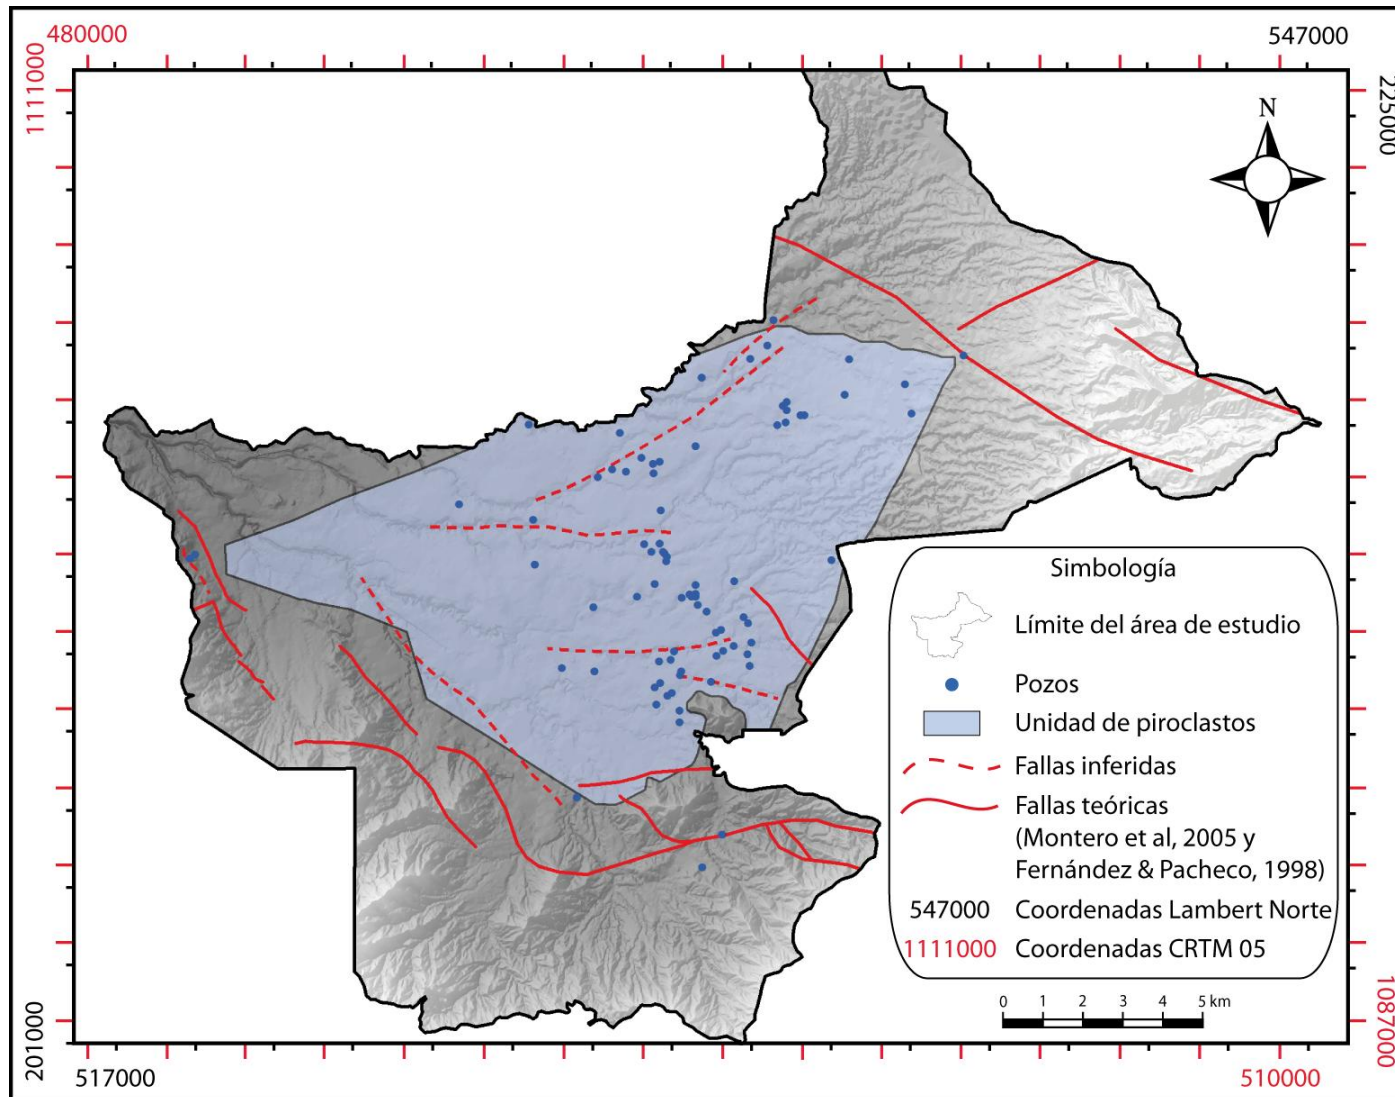 480000
547000
1111000
225000
N
Simbología
Límite del área de estudio
Pozos
Unidad de piroclastos
Fallas inferidas
Fallas teóricas
(Montero et al, 2005 y
Fernández & Pacheco, 1998)
547000 Coordenadas Lambert Norte
1111000 Coordenadas CRTM 05
0 1 2 3 4 5 km
201000
1087000
517000
510000